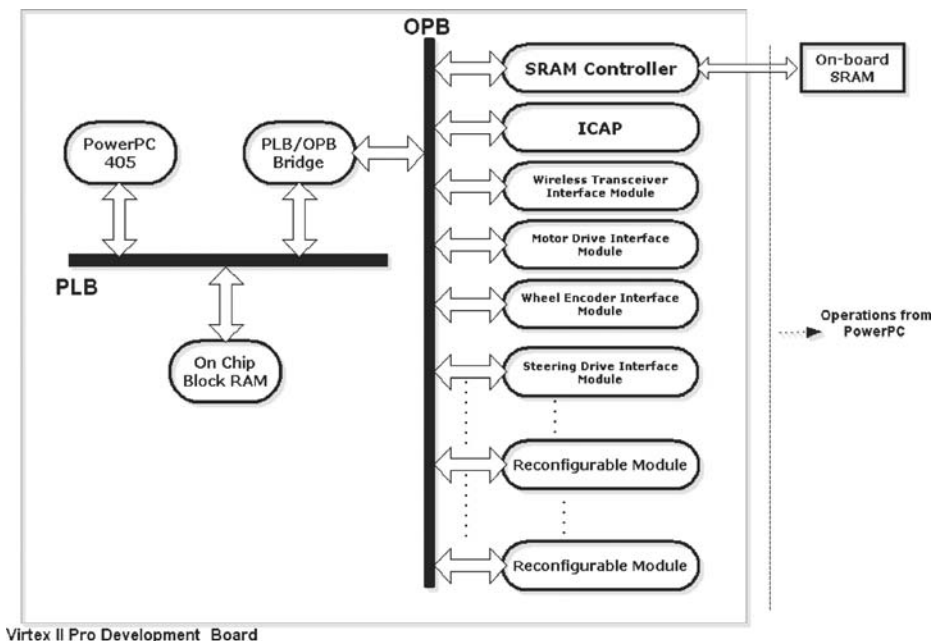 OPB
SRAM Controller
On-board
SRAM
ICAP
PowerPC
405
PLB/OPB
Bridge
Wireless Transceiver
Interface Module
Motor Drive Interface
Module
PLB
Wheel Encoder Interface
Module
Operations from
PowerPC
On Chip
Block RAM
Steering Drive Interface
Module
Reconfigurable Module
Reconfigurable Module
Virtex II Pro Development Board